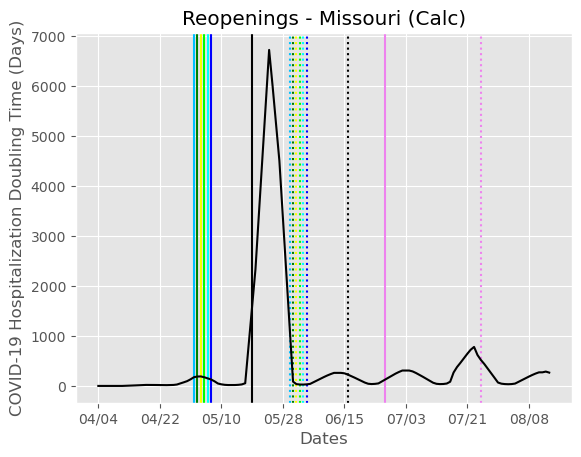 Reopenings - Missouri (Calc)
COVID-19 Hospitalization Doubling Time (Days)
7000
6000
5000
4000
3000
2000
1000
0
04/04 04/22 05/10 05/28 06/15 07/03 07/21 08/08
Dates